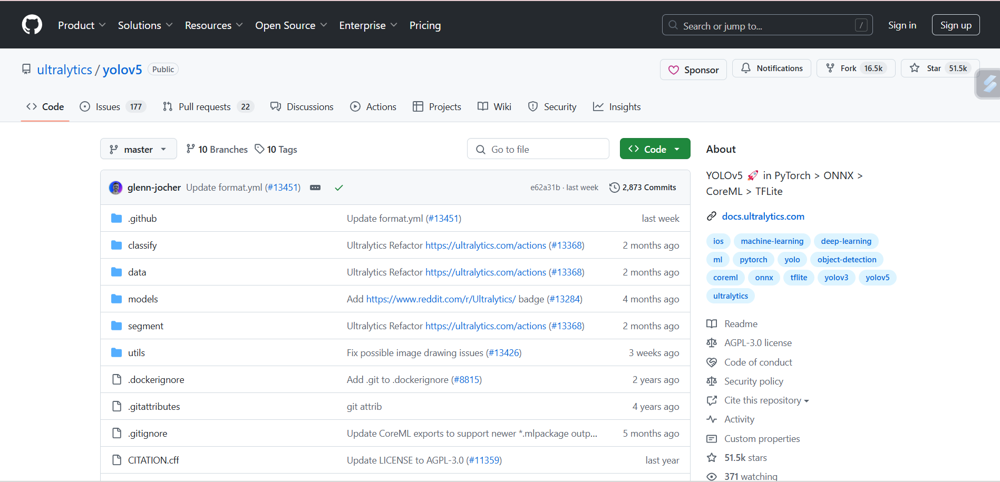 Product Solutions Resources Open Source Enterprise Pricing Search or jump to... / Sign in Sign up
ultralytics / yolov5 Public Sponsor Notifications Fork 16.5k Star 51.5k
Code Issues 177 Pull requests 22 Discussions Actions Projects Wiki Security Insights
master 10 Branches 10 Tags Go to file Code
glenn-jocher Update format.yml (#13451) e62a31b · last week 2,873 Commits
.github Update format.yml (#13451) last week
classify Ultralytics Refactor https://ultralytics.com/actions (#13368) 2 months ago
data Ultralytics Refactor https://ultralytics.com/actions (#13368) 2 months ago
models Add https://www.reddit.com/r/Ultralytics/ badge (#13284) 4 months ago
segment Ultralytics Refactor https://ultralytics.com/actions (#13368) 2 months ago
utils Fix possible image drawing issues (#13426) 3 weeks ago
.dockerignore Add .git to .dockerignore (#8815) 2 years ago
.gitattributes git attrib 4 years ago
.gitignore Update CoreML exports to support newer *.mlpackage outp... 5 months ago
CITATION.cff Update LICENSE to AGPL-3.0 (#11359) last year
About
YOLOv5 🚀 in PyTorch > ONNX >
CoreML > TFLite
docs.ultralytics.com
ios machine-learning deep-learning
ml pytorch yolo object-detection
coreml onnx tflite yolov3 yolov5
ultralytics
Readme
AGPL-3.0 license
Code of conduct
Security policy
Cite this repository
Activity
Custom properties
51.5k stars
371 watching